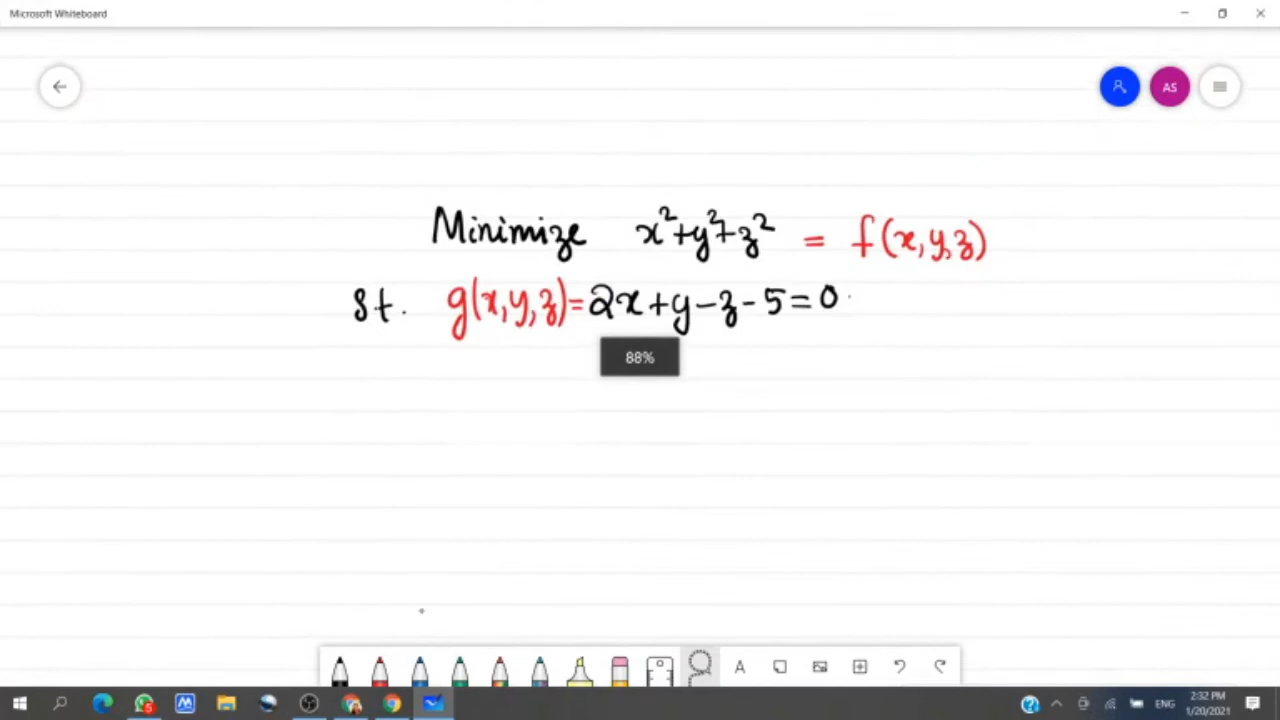 Microsoft Whiteboard
AS
Minimize x²+y²+z² = f(x,y,z)
St. g(x,y,z)=2x+y-z-5=0
88%
A
5
ENG
2:32 PM
1/20/2021